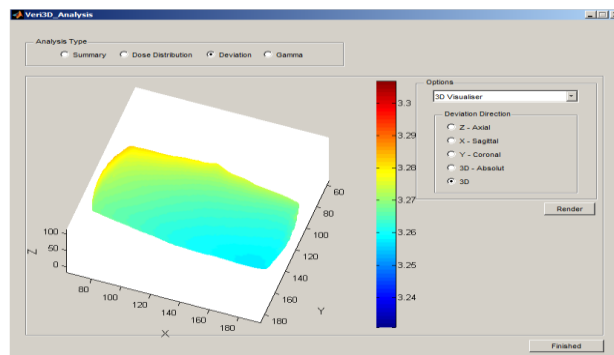 Veri3D_Analysis
Analysis Type
Summary
Dose Distribution
Deviation
Gamma
Options
3D Visualiser
Deviation Direction
Z - Axial
X - Sagittal
Y - Coronal
3D - Absolut
3D
Render
3.3
3.29
3.28
3.27
3.26
3.25
3.24
100
50
0
Z
80
100
120
140
160
180
X
60
80
100
120
140
160
180
Y
Finished